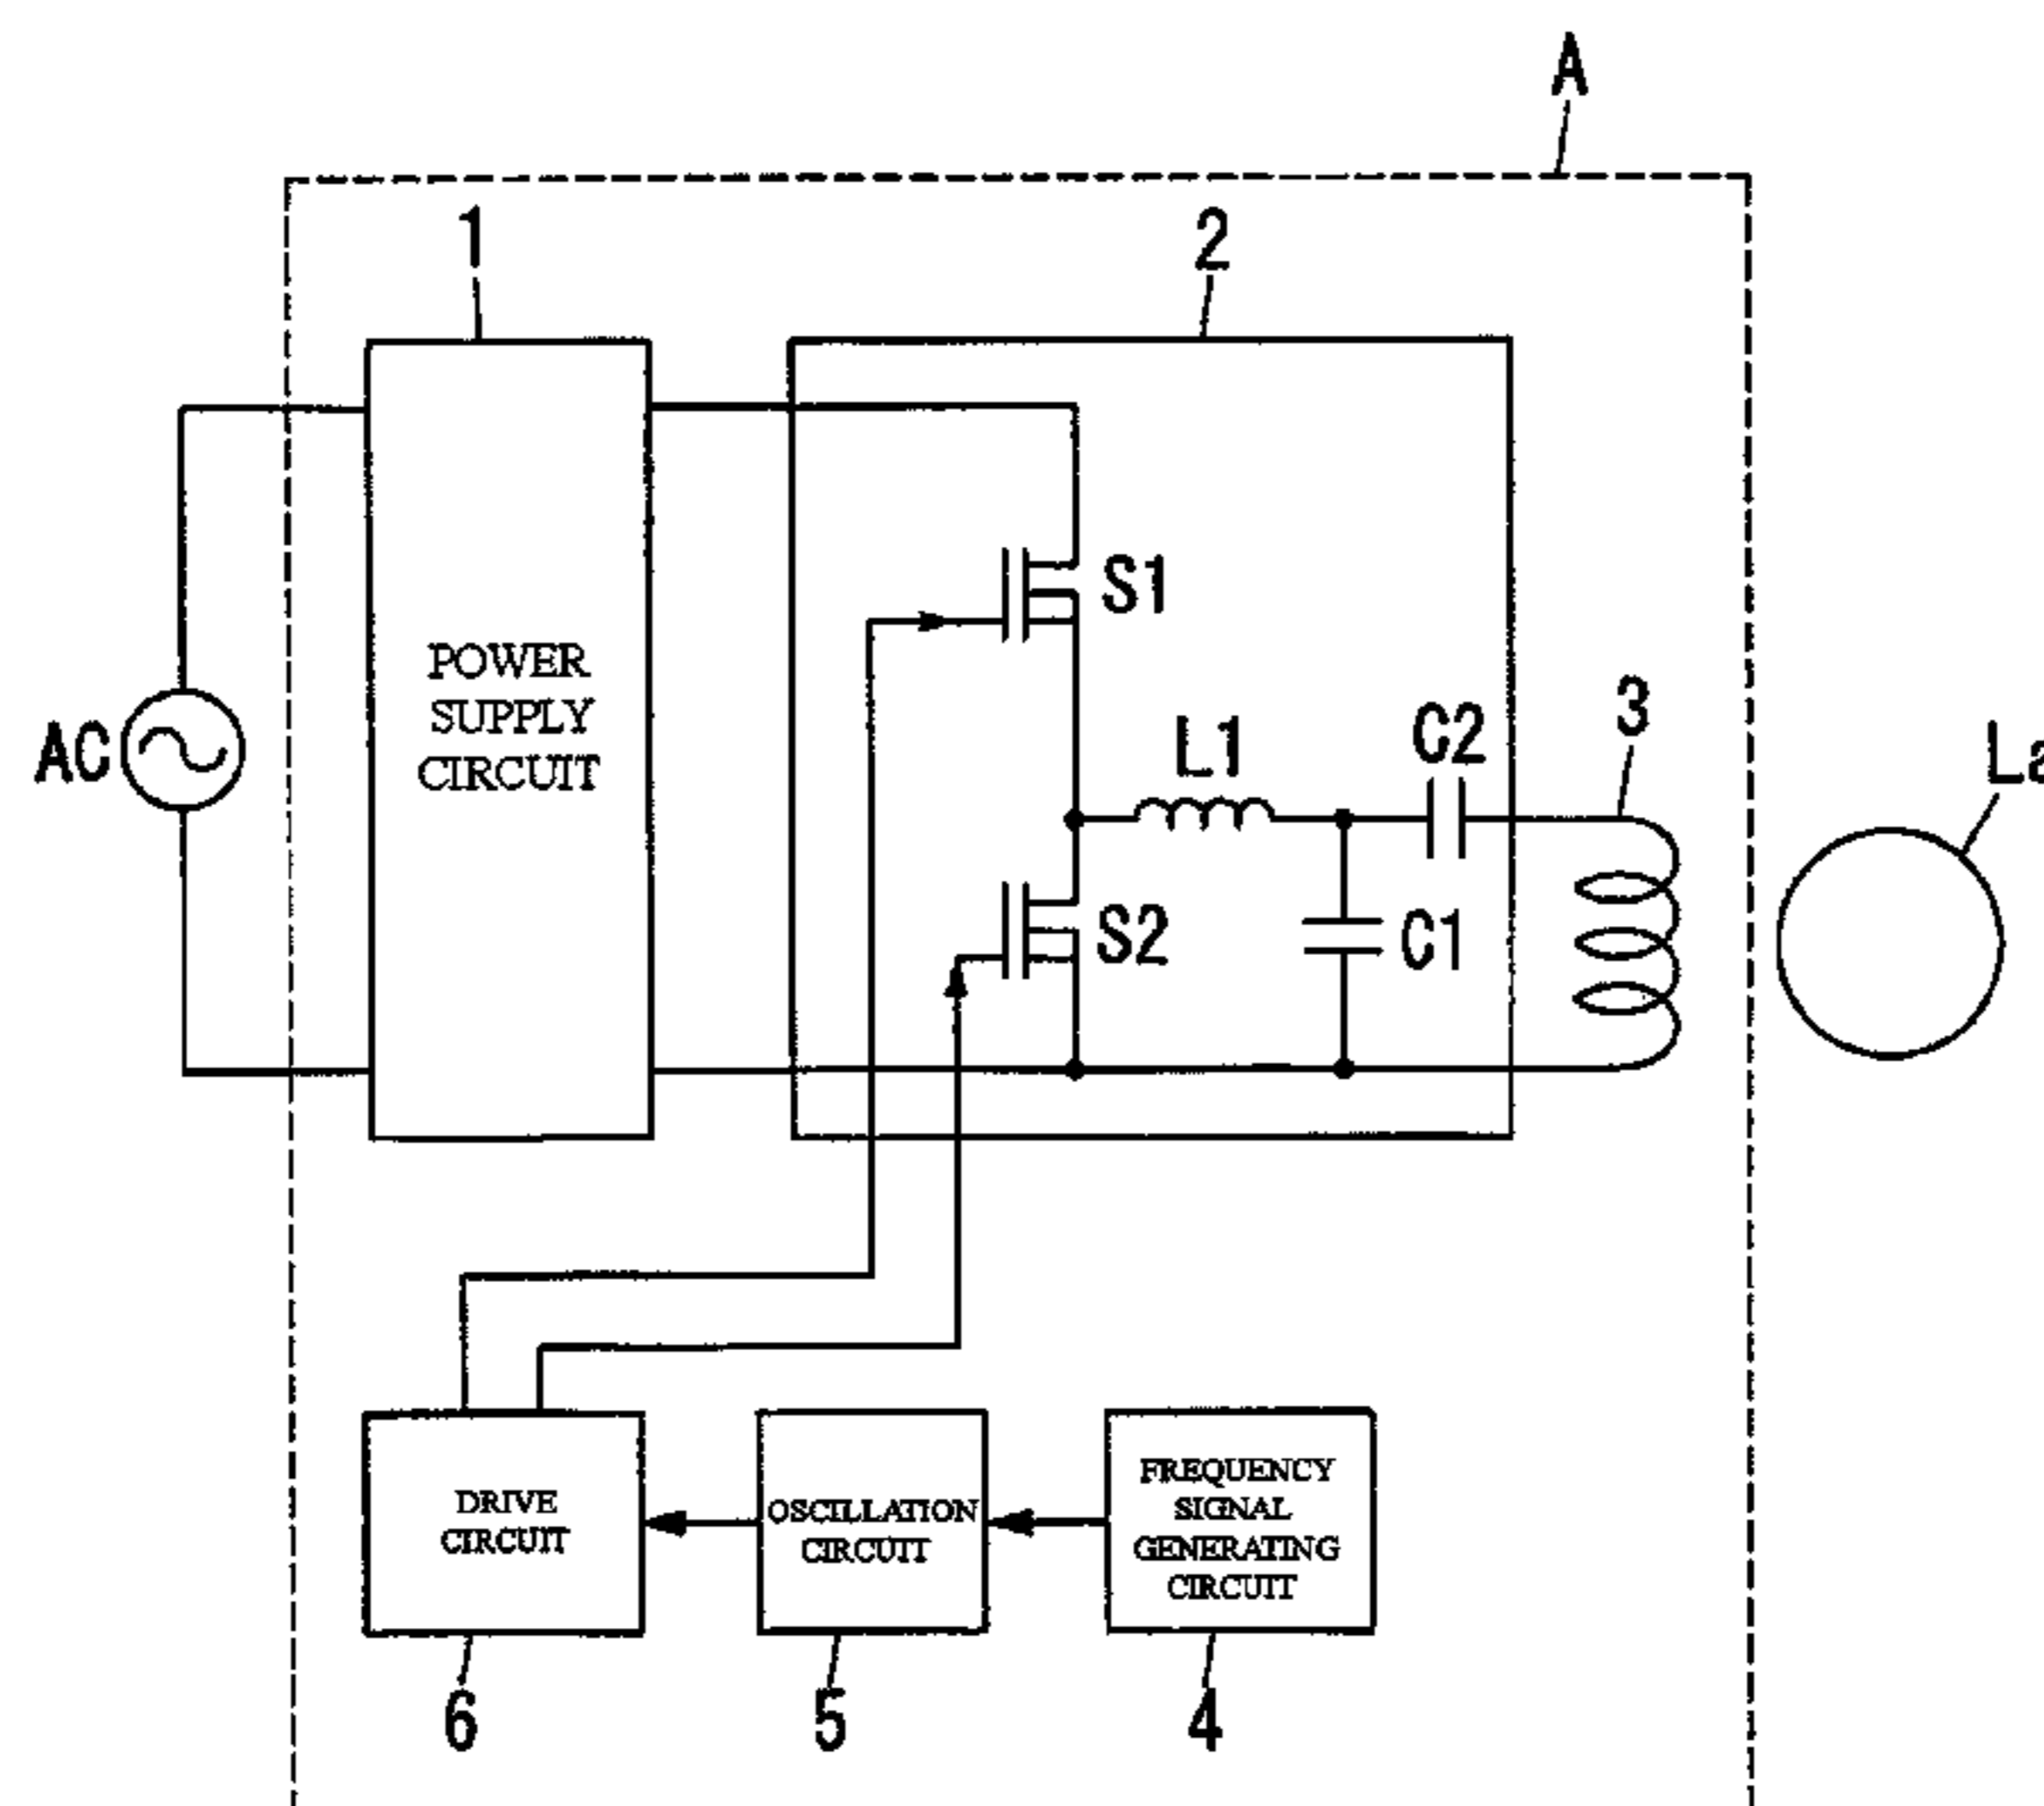 A
1
2
POWER
SUPPLY
CIRCUIT
AC
S1
L1
C2
3
La
S2
C1
DRIVE
CIRCUIT
OSCILLATION
CIRCUIT
FREQUENCY
SIGNAL
GENERATING
CIRCUIT
6
5
4